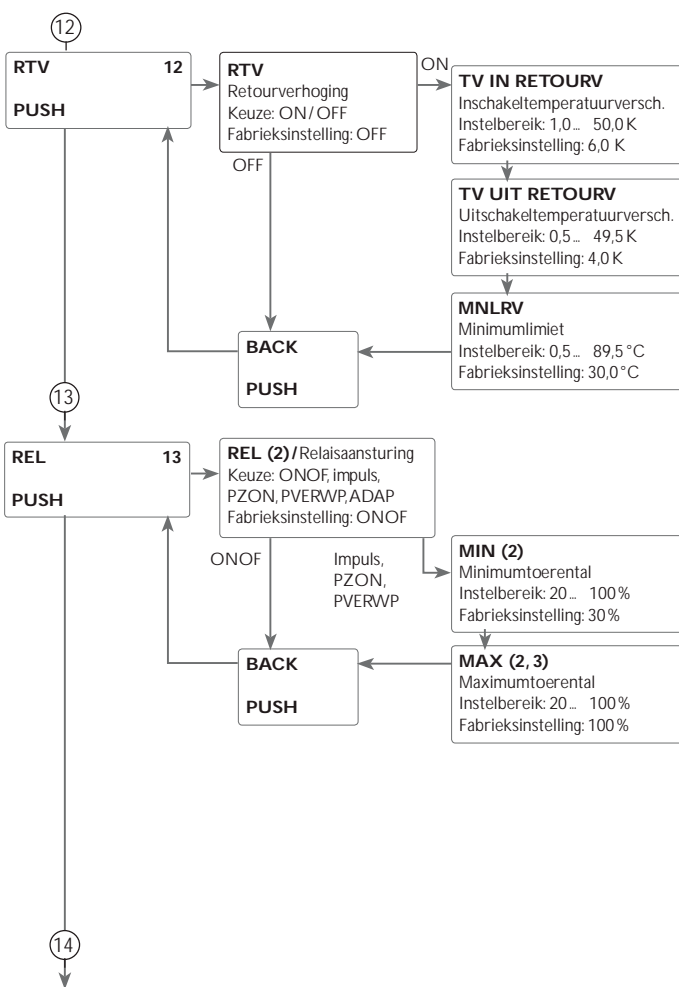 12
RTV 12
PUSH
RTV
Retourverhoging
Keuze: ON / OFF
Fabrieksinstelling: OFF
ON
OFF
TV IN RETOURV
Inschakeltemperatuurversch.
Instelbereik: 1,0 ... 50,0 K
Fabrieksinstelling: 6,0 K
TV UIT RETOURV
Uitschakeltemperatuurversch.
Instelbereik: 0,5 ... 49,5 K
Fabrieksinstelling: 4,0 K
MNLRV
Minimumlimiet
Instelbereik: 0,5 ... 89,5 °C
Fabrieksinstelling: 30,0 °C
BACK
PUSH
13
REL 13
PUSH
REL (2)/Relaisaansturing
Keuze: ONOF, impuls,
PZON, PVERWP, ADAP
Fabrieksinstelling: ONOF
ONOF
Impuls,
PZON,
PVERWP
MIN (2)
Minimumtoerental
Instelbereik: 20 ... 100 %
Fabrieksinstelling: 30 %
MAX (2, 3)
Maximumtoerental
Instelbereik: 20 ... 100 %
Fabrieksinstelling: 100 %
BACK
PUSH
14